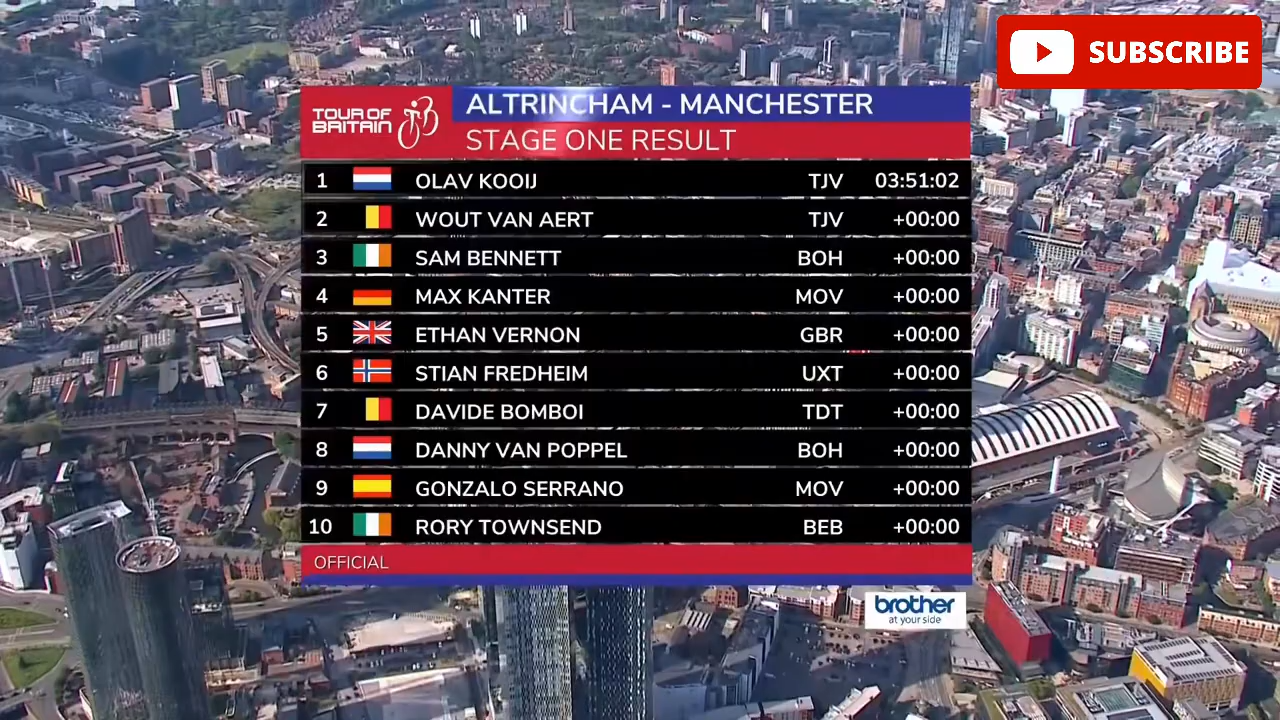 SUBSCRIBE
TOUR OF
BRITAIN
ALTRINCHAM - MANCHESTER
STAGE ONE RESULT
1 OLAV KOOIJ TJV 03:51:02
2 WOUT VAN AERT TJV +00:00
3 SAM BENNETT BOH +00:00
4 MAX KANTER MOV +00:00
5 ETHAN VERNON GBR +00:00
6 STIAN FREDHEIM UXT +00:00
7 DAVIDE BOMBOI TDT +00:00
8 DANNY VAN POPPEL BOH +00:00
9 GONZALO SERRANO MOV +00:00
10 RORY TOWNSEND BEB +00:00
OFFICIAL
brother
at your side